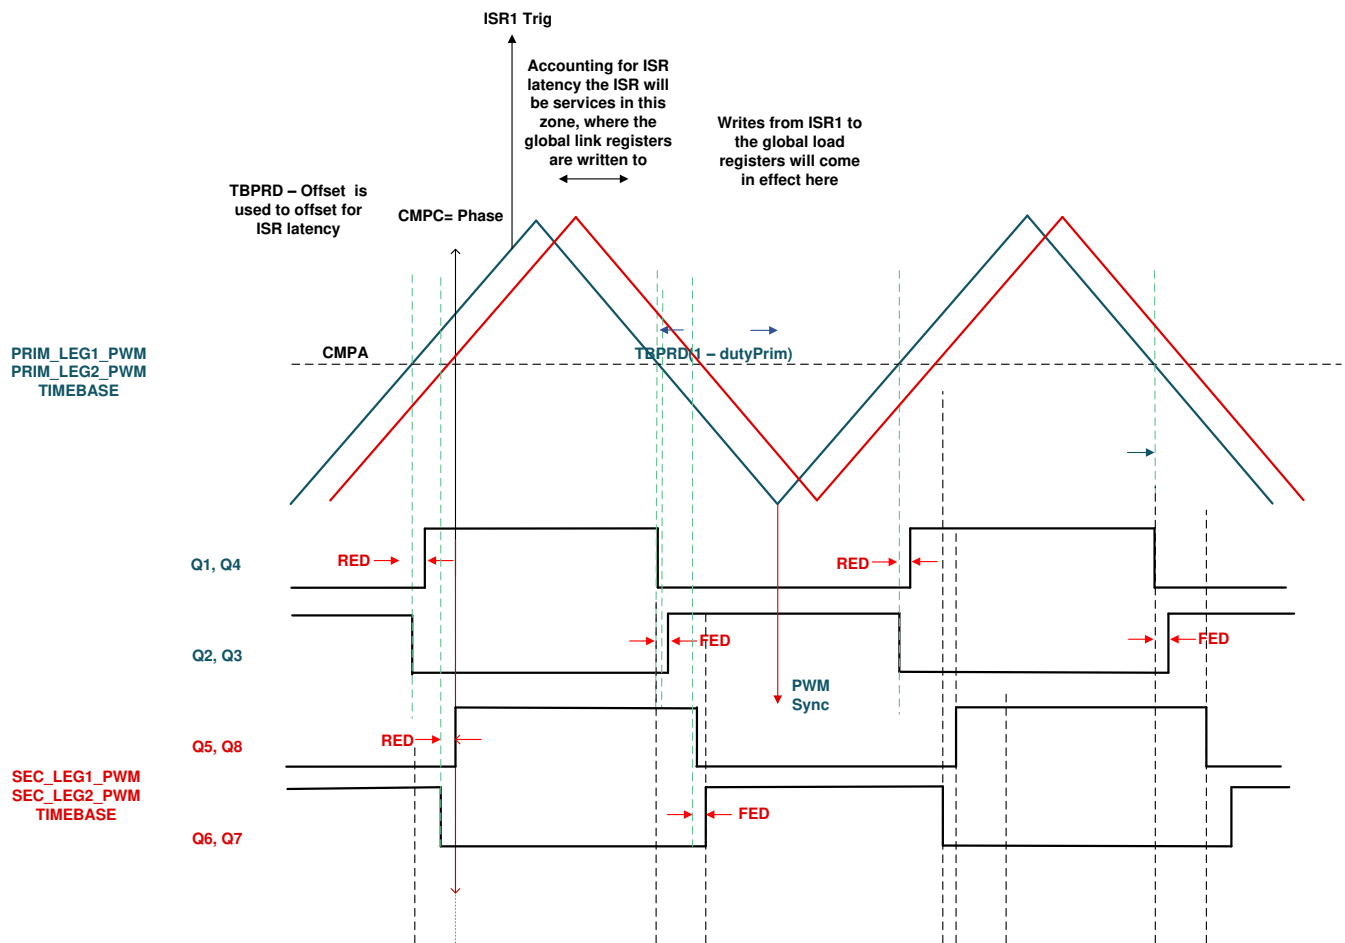 ISR1 Trig
Accounting for ISR
latency the ISR will
be services in this
zone, where the
global link registers
are written to
Writes from ISR1 to
the global load
registers will come
in effect here
TBPRD – Offset is
used to offset for
ISR latency
CMPC= Phase
PRIM_LEG1_PWM
PRIM_LEG2_PWM
TIMEBASE
CMPA
TBPRD(1 – dutyPrim)
Q1, Q4
RED
RED
Q2, Q3
FED
FED
PWM
Sync
Q5, Q8
RED
SEC_LEG1_PWM
SEC_LEG2_PWM
TIMEBASE
Q6, Q7
FED